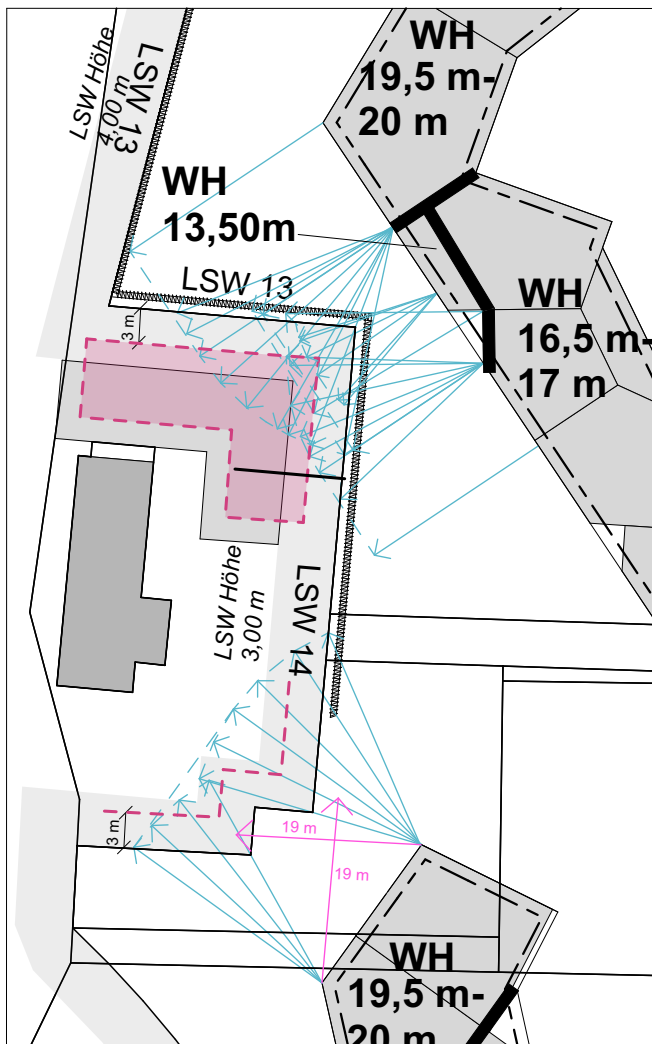 WH
19,5 m-
20 m
LSW Höhe
4,00 m
LSW 13
WH
13,50m
LSW 13
3 m
WH
16,5 m-
17 m
LSW Höhe
3,00 m
LSW 14
3 m
19 m
19 m
WH
19,5 m-
20 m